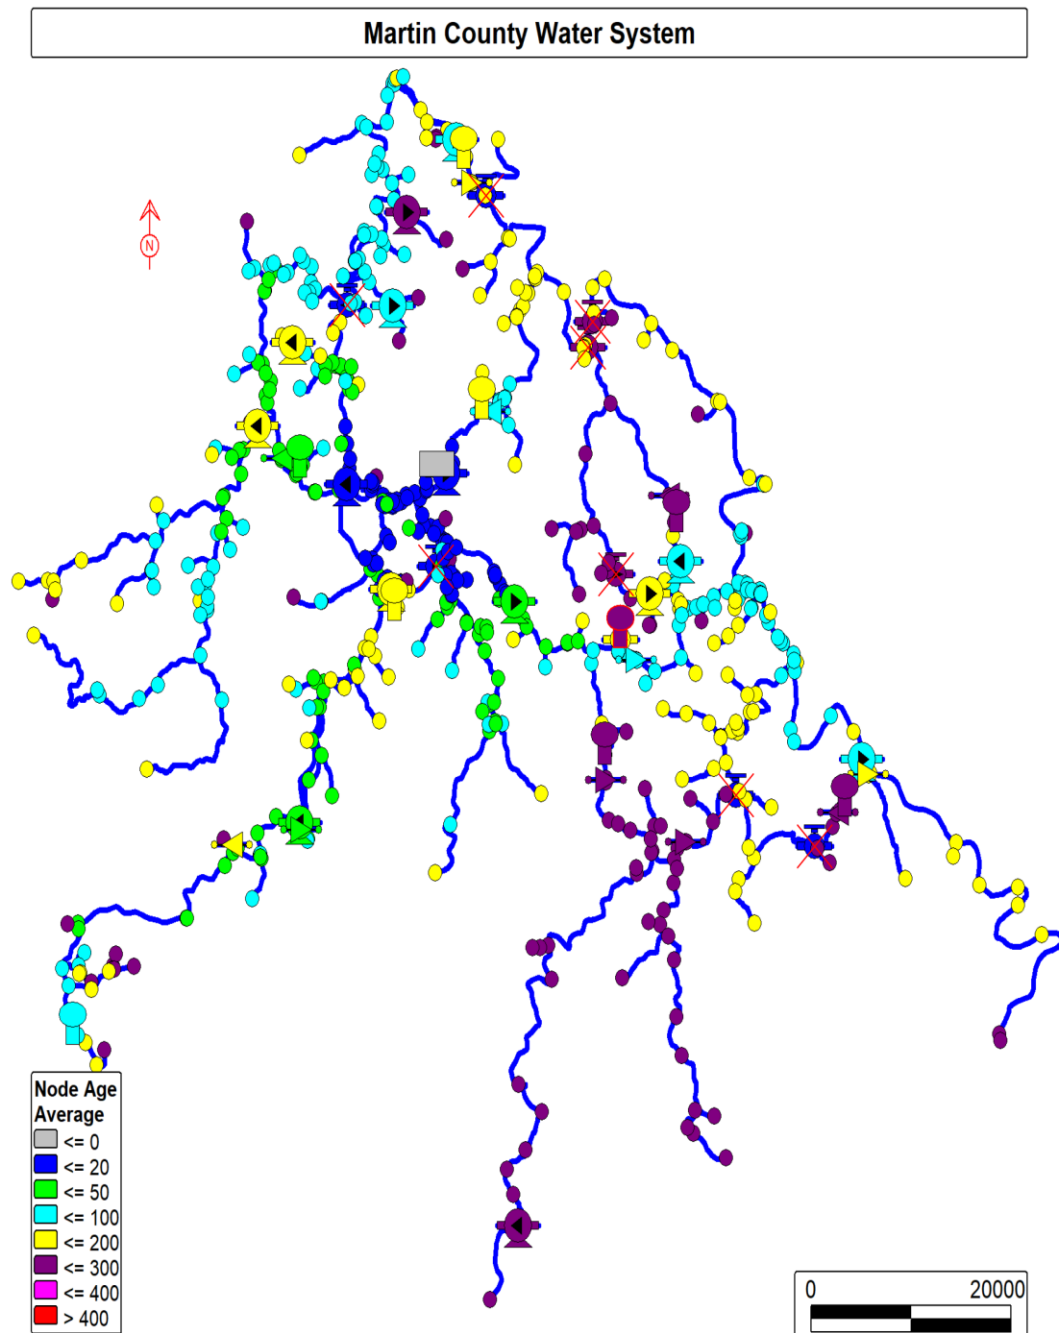 Martin County Water System
N
Node Age
Average
<= 0
<= 20
<= 50
<= 100
<= 200
<= 300
<= 400
> 400
0 20000